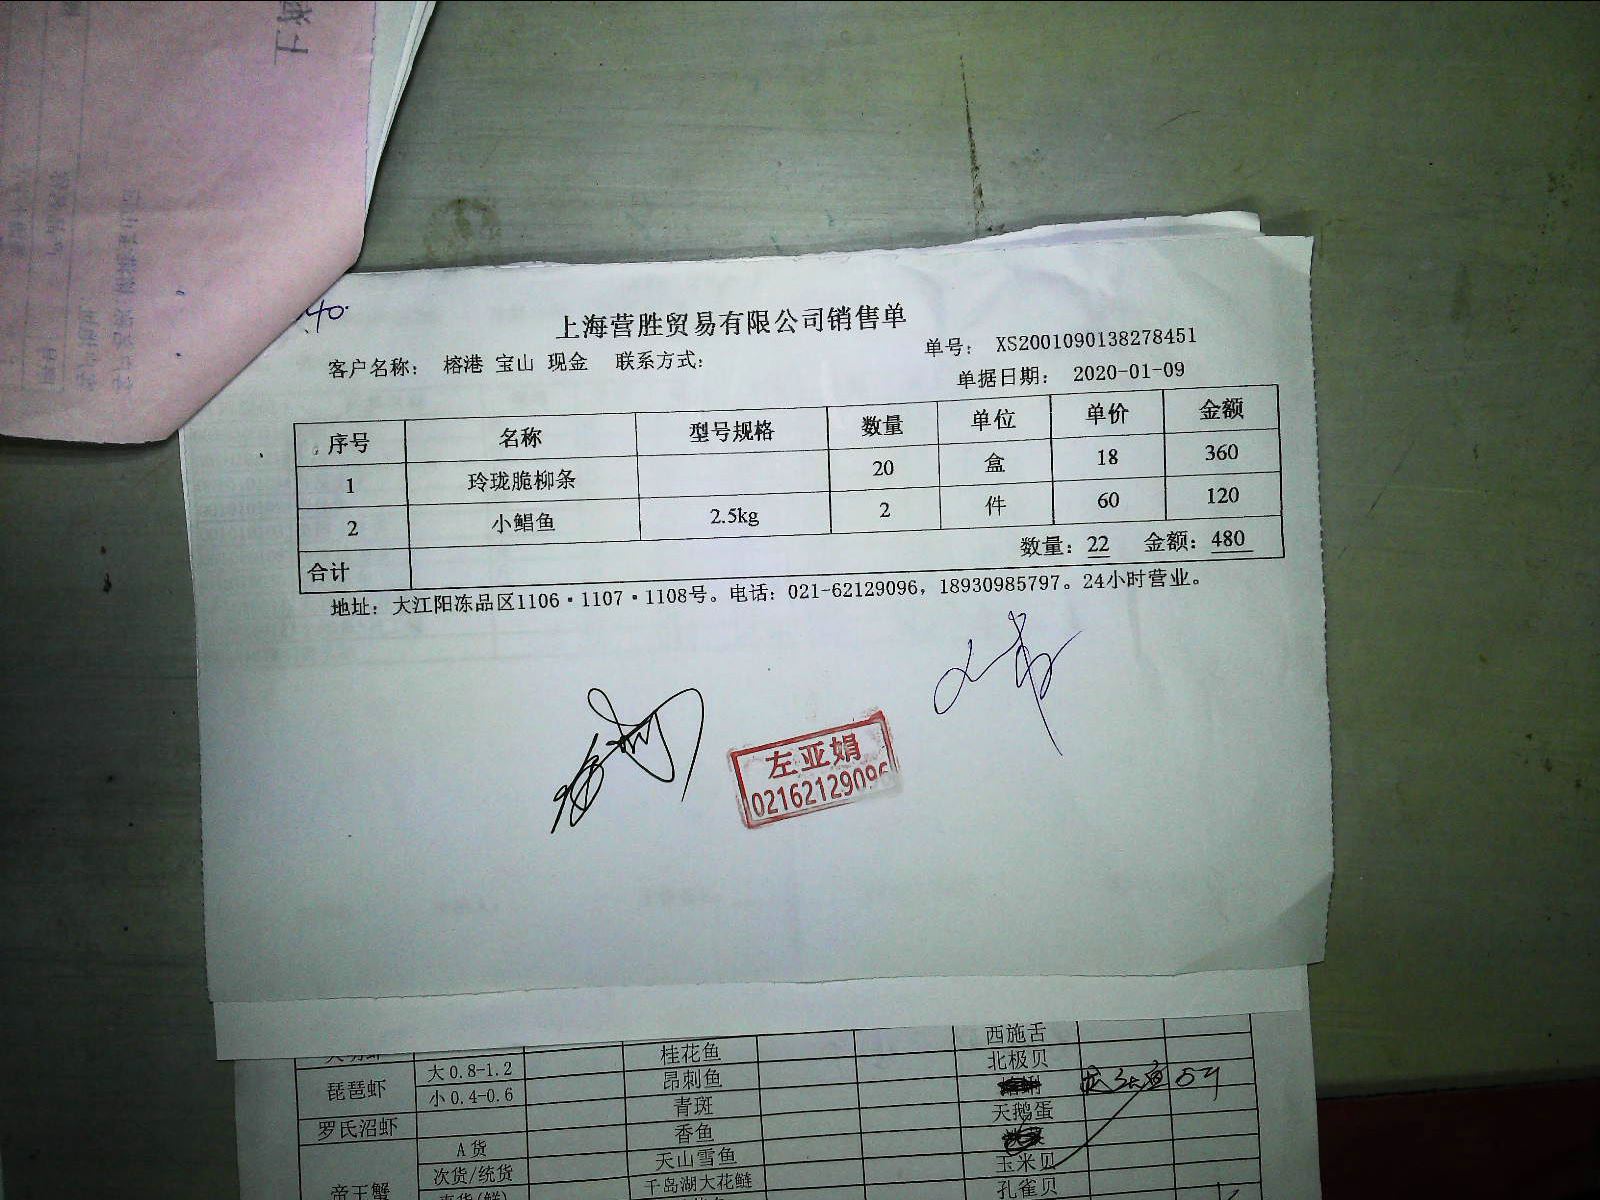 40.
上海营胜贸易有限公司销售单
客户名称： 榕港 宝山 现金 联系方式： 单号： XS2001090138278451
单据日期： 2020-01-09
序号 名称 型号规格 数量 单位 单价 金额
1 玲珑脆柳条 20 盒 18 360
2 小鲳鱼 2.5kg 2 件 60 120
合计 数量：22 金额：480
地址：大江阳冻品区1106·1107·1108号。电话：021-62129096，18930985797。24小时营业。
左亚娟
02162129096
西施舌
桂花鱼 北极贝
琵琶虾 大0.8-1.2 昂刺鱼
小0.4-0.6 青斑 天鹅蛋
罗氏沼虾 香鱼
A货 天山雪鱼 玉米贝
帝王蟹 次货/统货 千岛湖大花鲢 孔雀贝